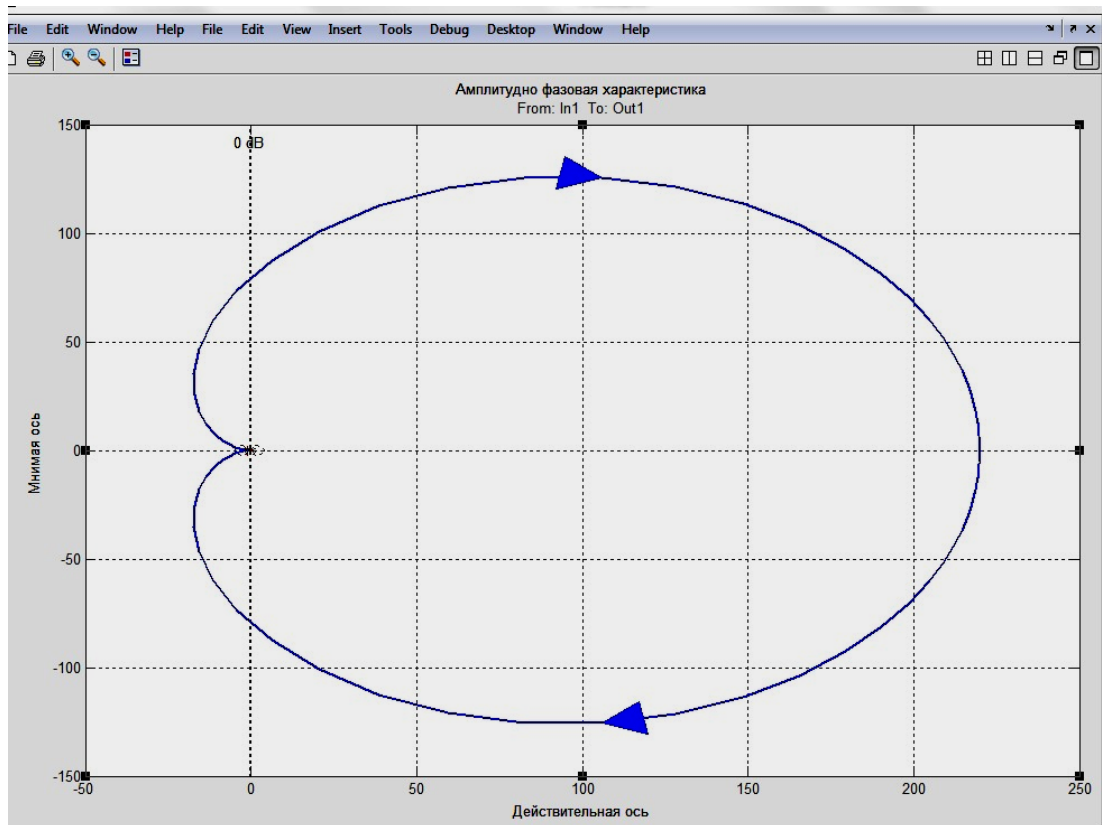 File Edit Window Help File Edit View Insert Tools Debug Desktop Window Help
Амплитудно фазовая характеристика
From: In1 To: Out1
150
0 dB
100
50
0
-50
-100
-150
Мнимая ось
-50 0 50 100 150 200 250
Действительная ось